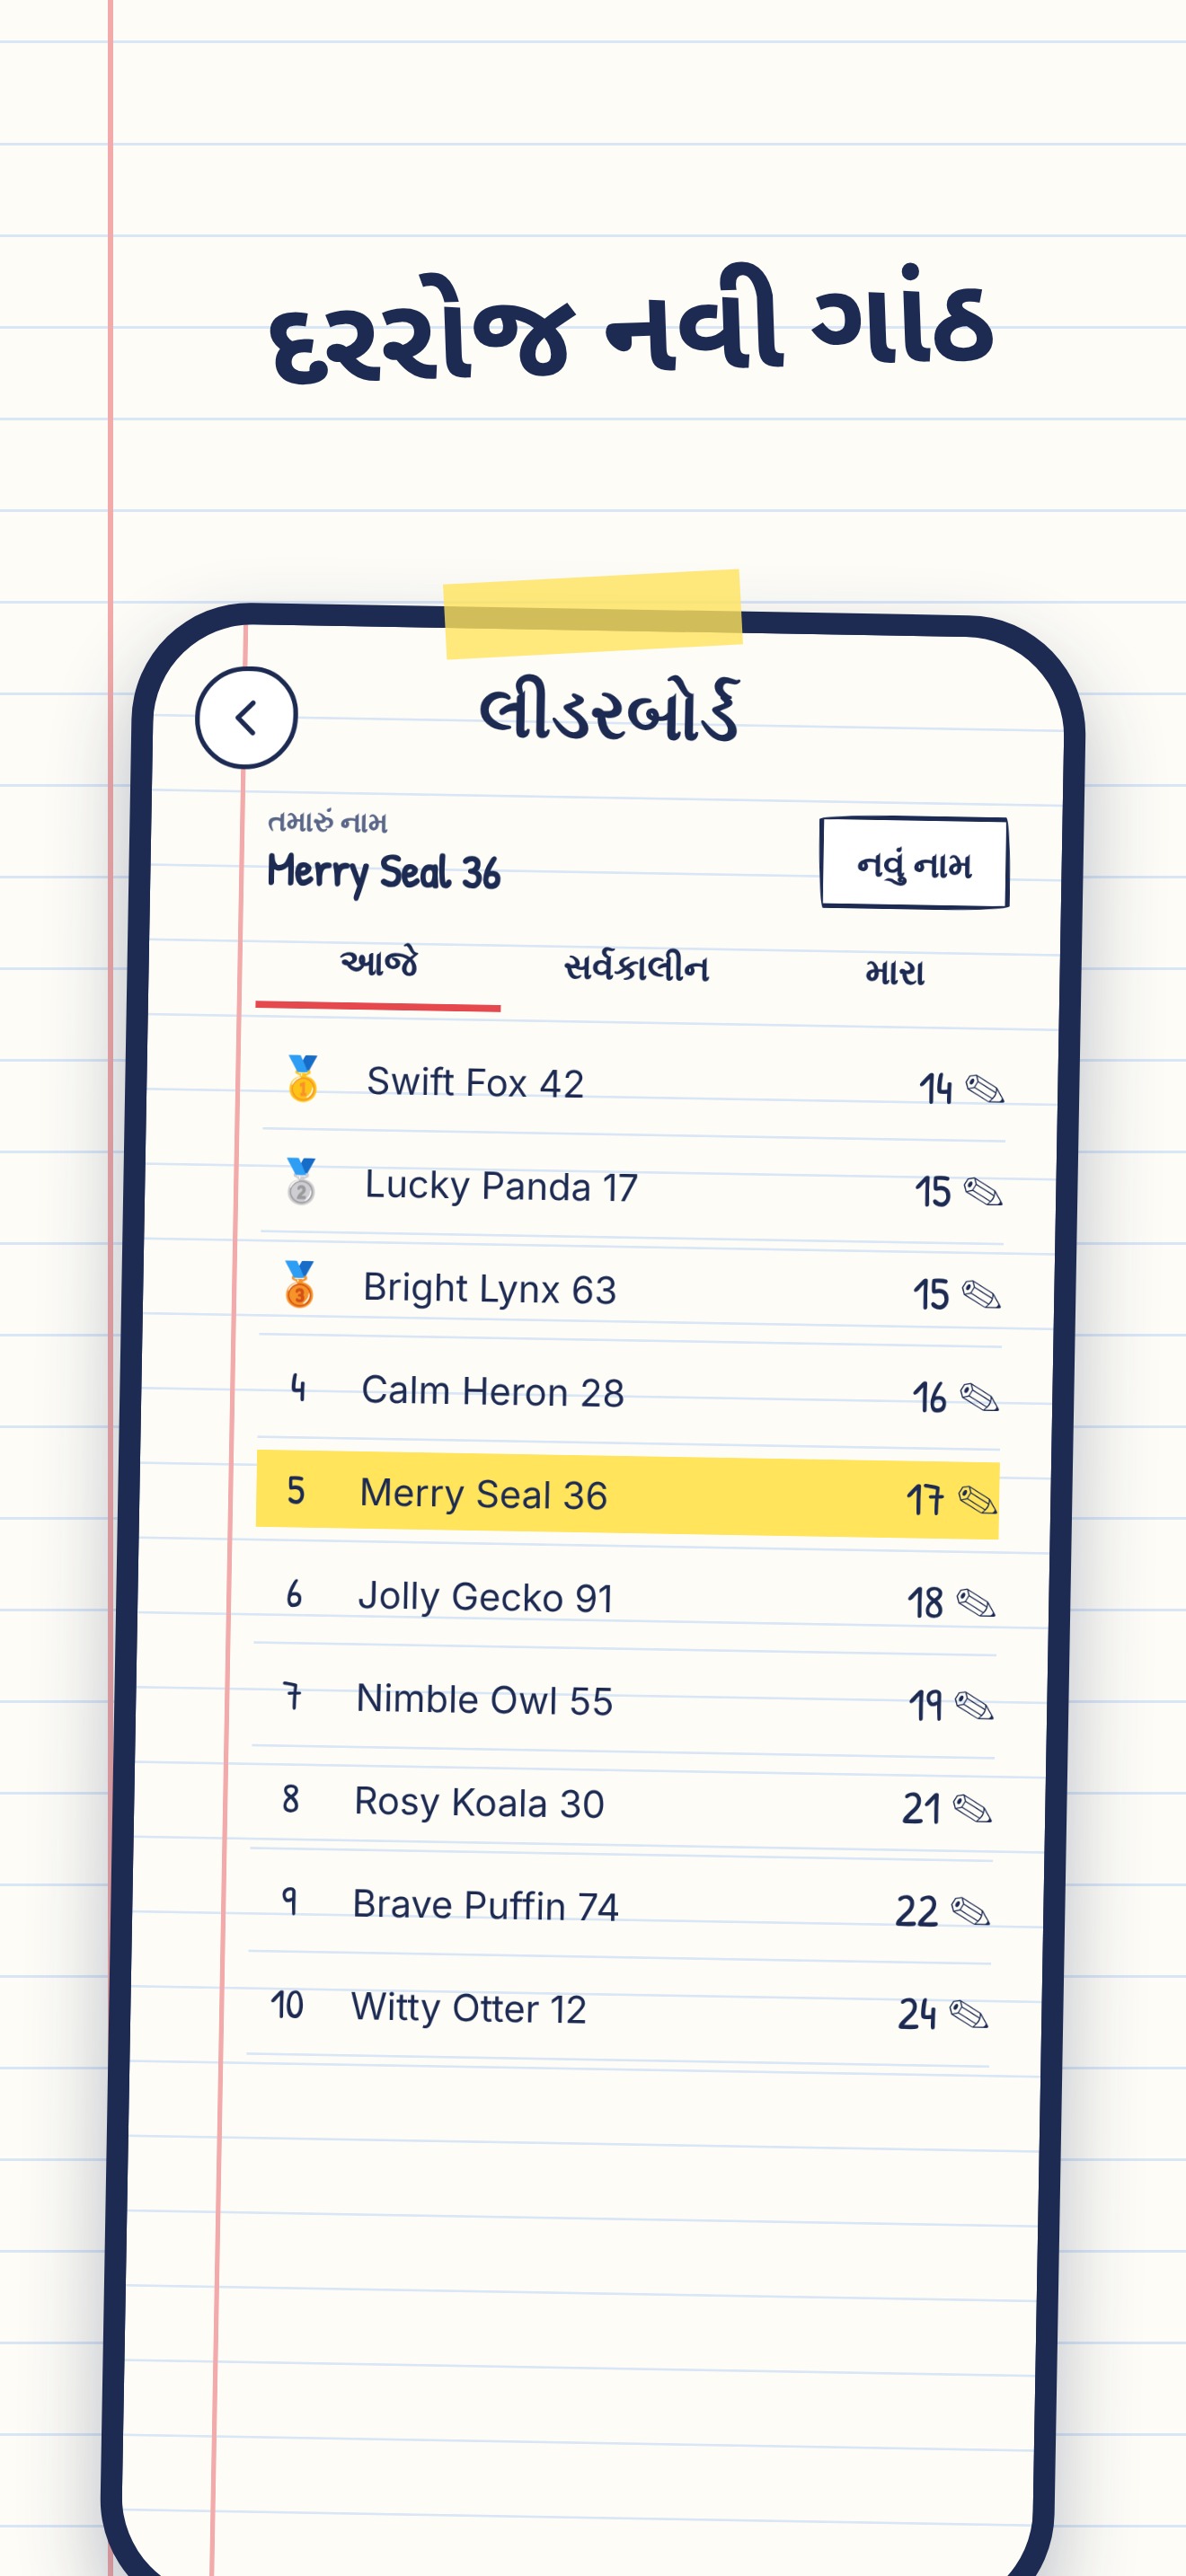 દરરોજ નવી ગાંઠ
લીડરબોર્ડ
તમારું નામ
Merry Seal 36
નવું નામ
આજે સર્વકાલીન મારા
🥇 Swift Fox 42 14 ✏
🥈 Lucky Panda 17 15 ✏
🥉 Bright Lynx 63 15 ✏
4 Calm Heron 28 16 ✏
5 Merry Seal 36 17 ✏
6 Jolly Gecko 91 18 ✏
7 Nimble Owl 55 19 ✏
8 Rosy Koala 30 21 ✏
9 Brave Puffin 74 22 ✏
10 Witty Otter 12 24 ✏